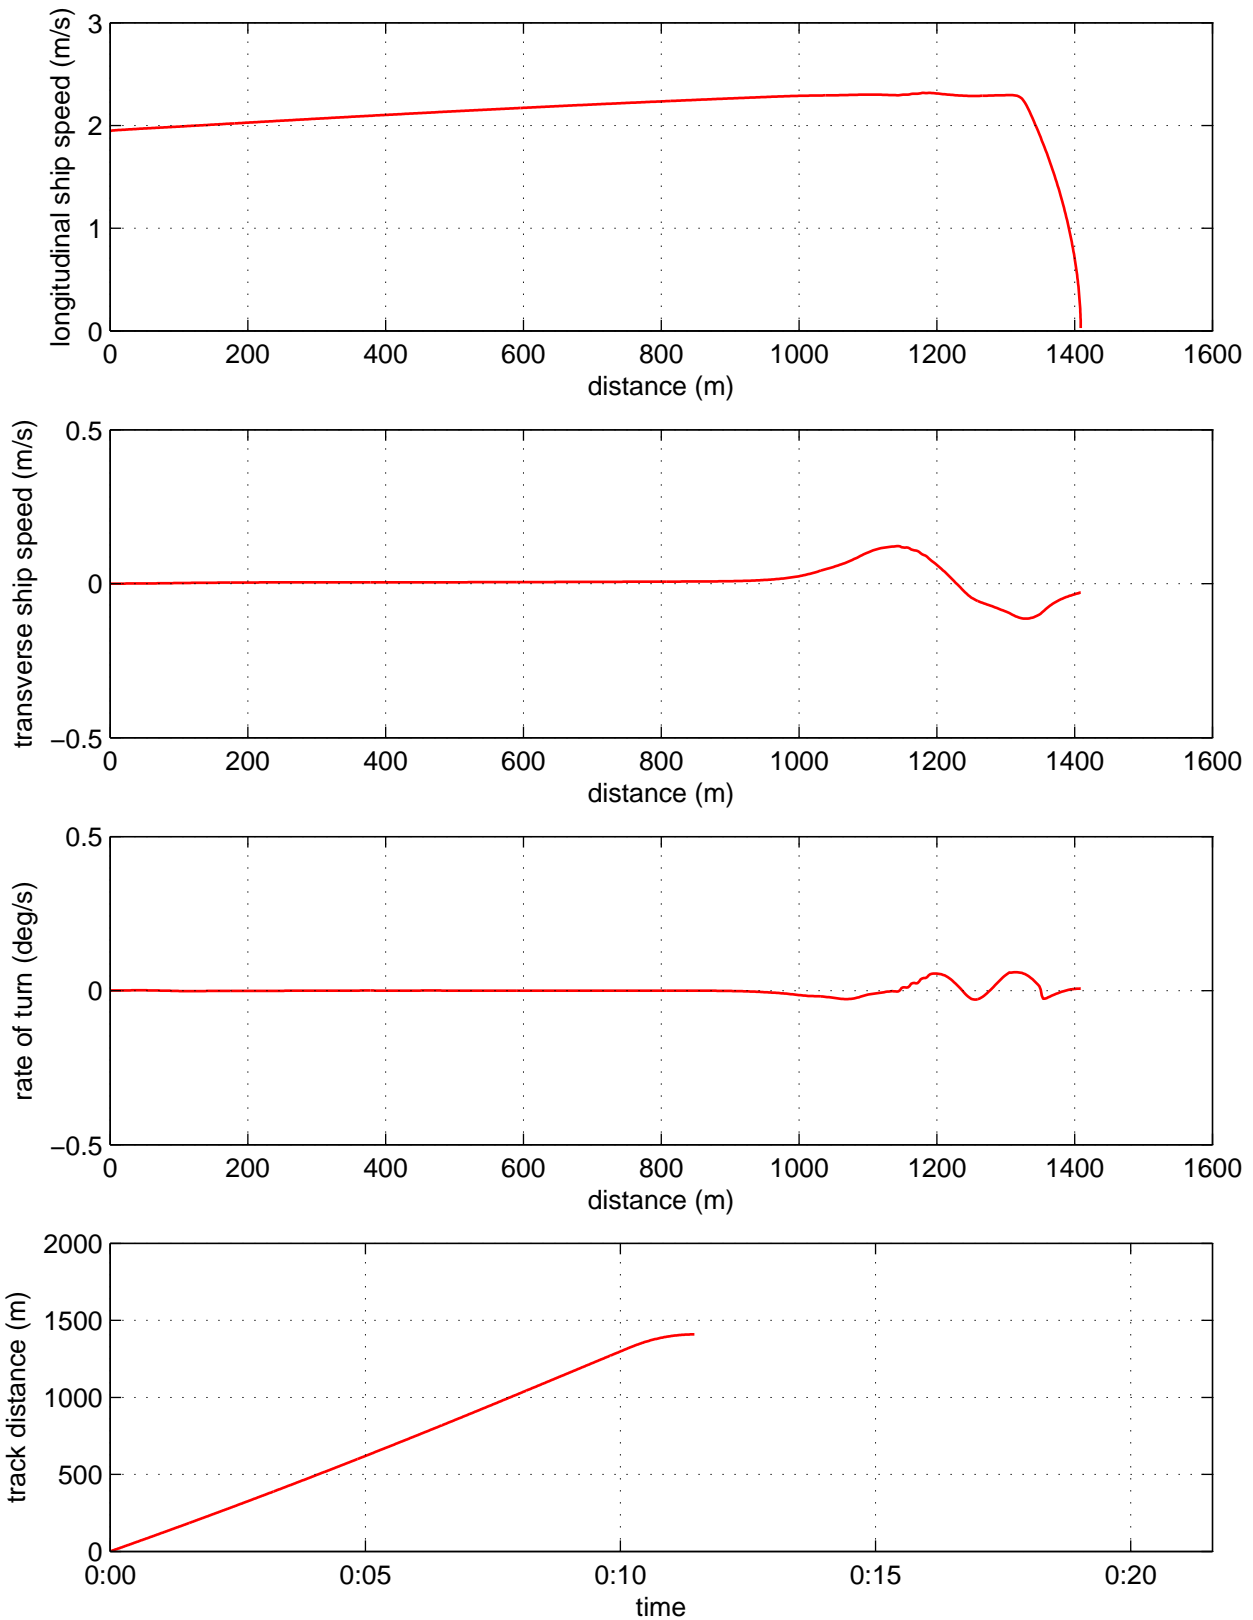 longitudinal ship speed (m/s)
3
2
1
0
0 200 400 600 800 1000 1200 1400 1600
distance (m)
transverse ship speed (m/s)
0.5
0
−0.5
0 200 400 600 800 1000 1200 1400 1600
distance (m)
rate of turn (deg/s)
0.5
0
−0.5
0 200 400 600 800 1000 1200 1400 1600
distance (m)
track distance (m)
2000
1500
1000
500
0
0:00 0:05 0:10 0:15 0:20
time